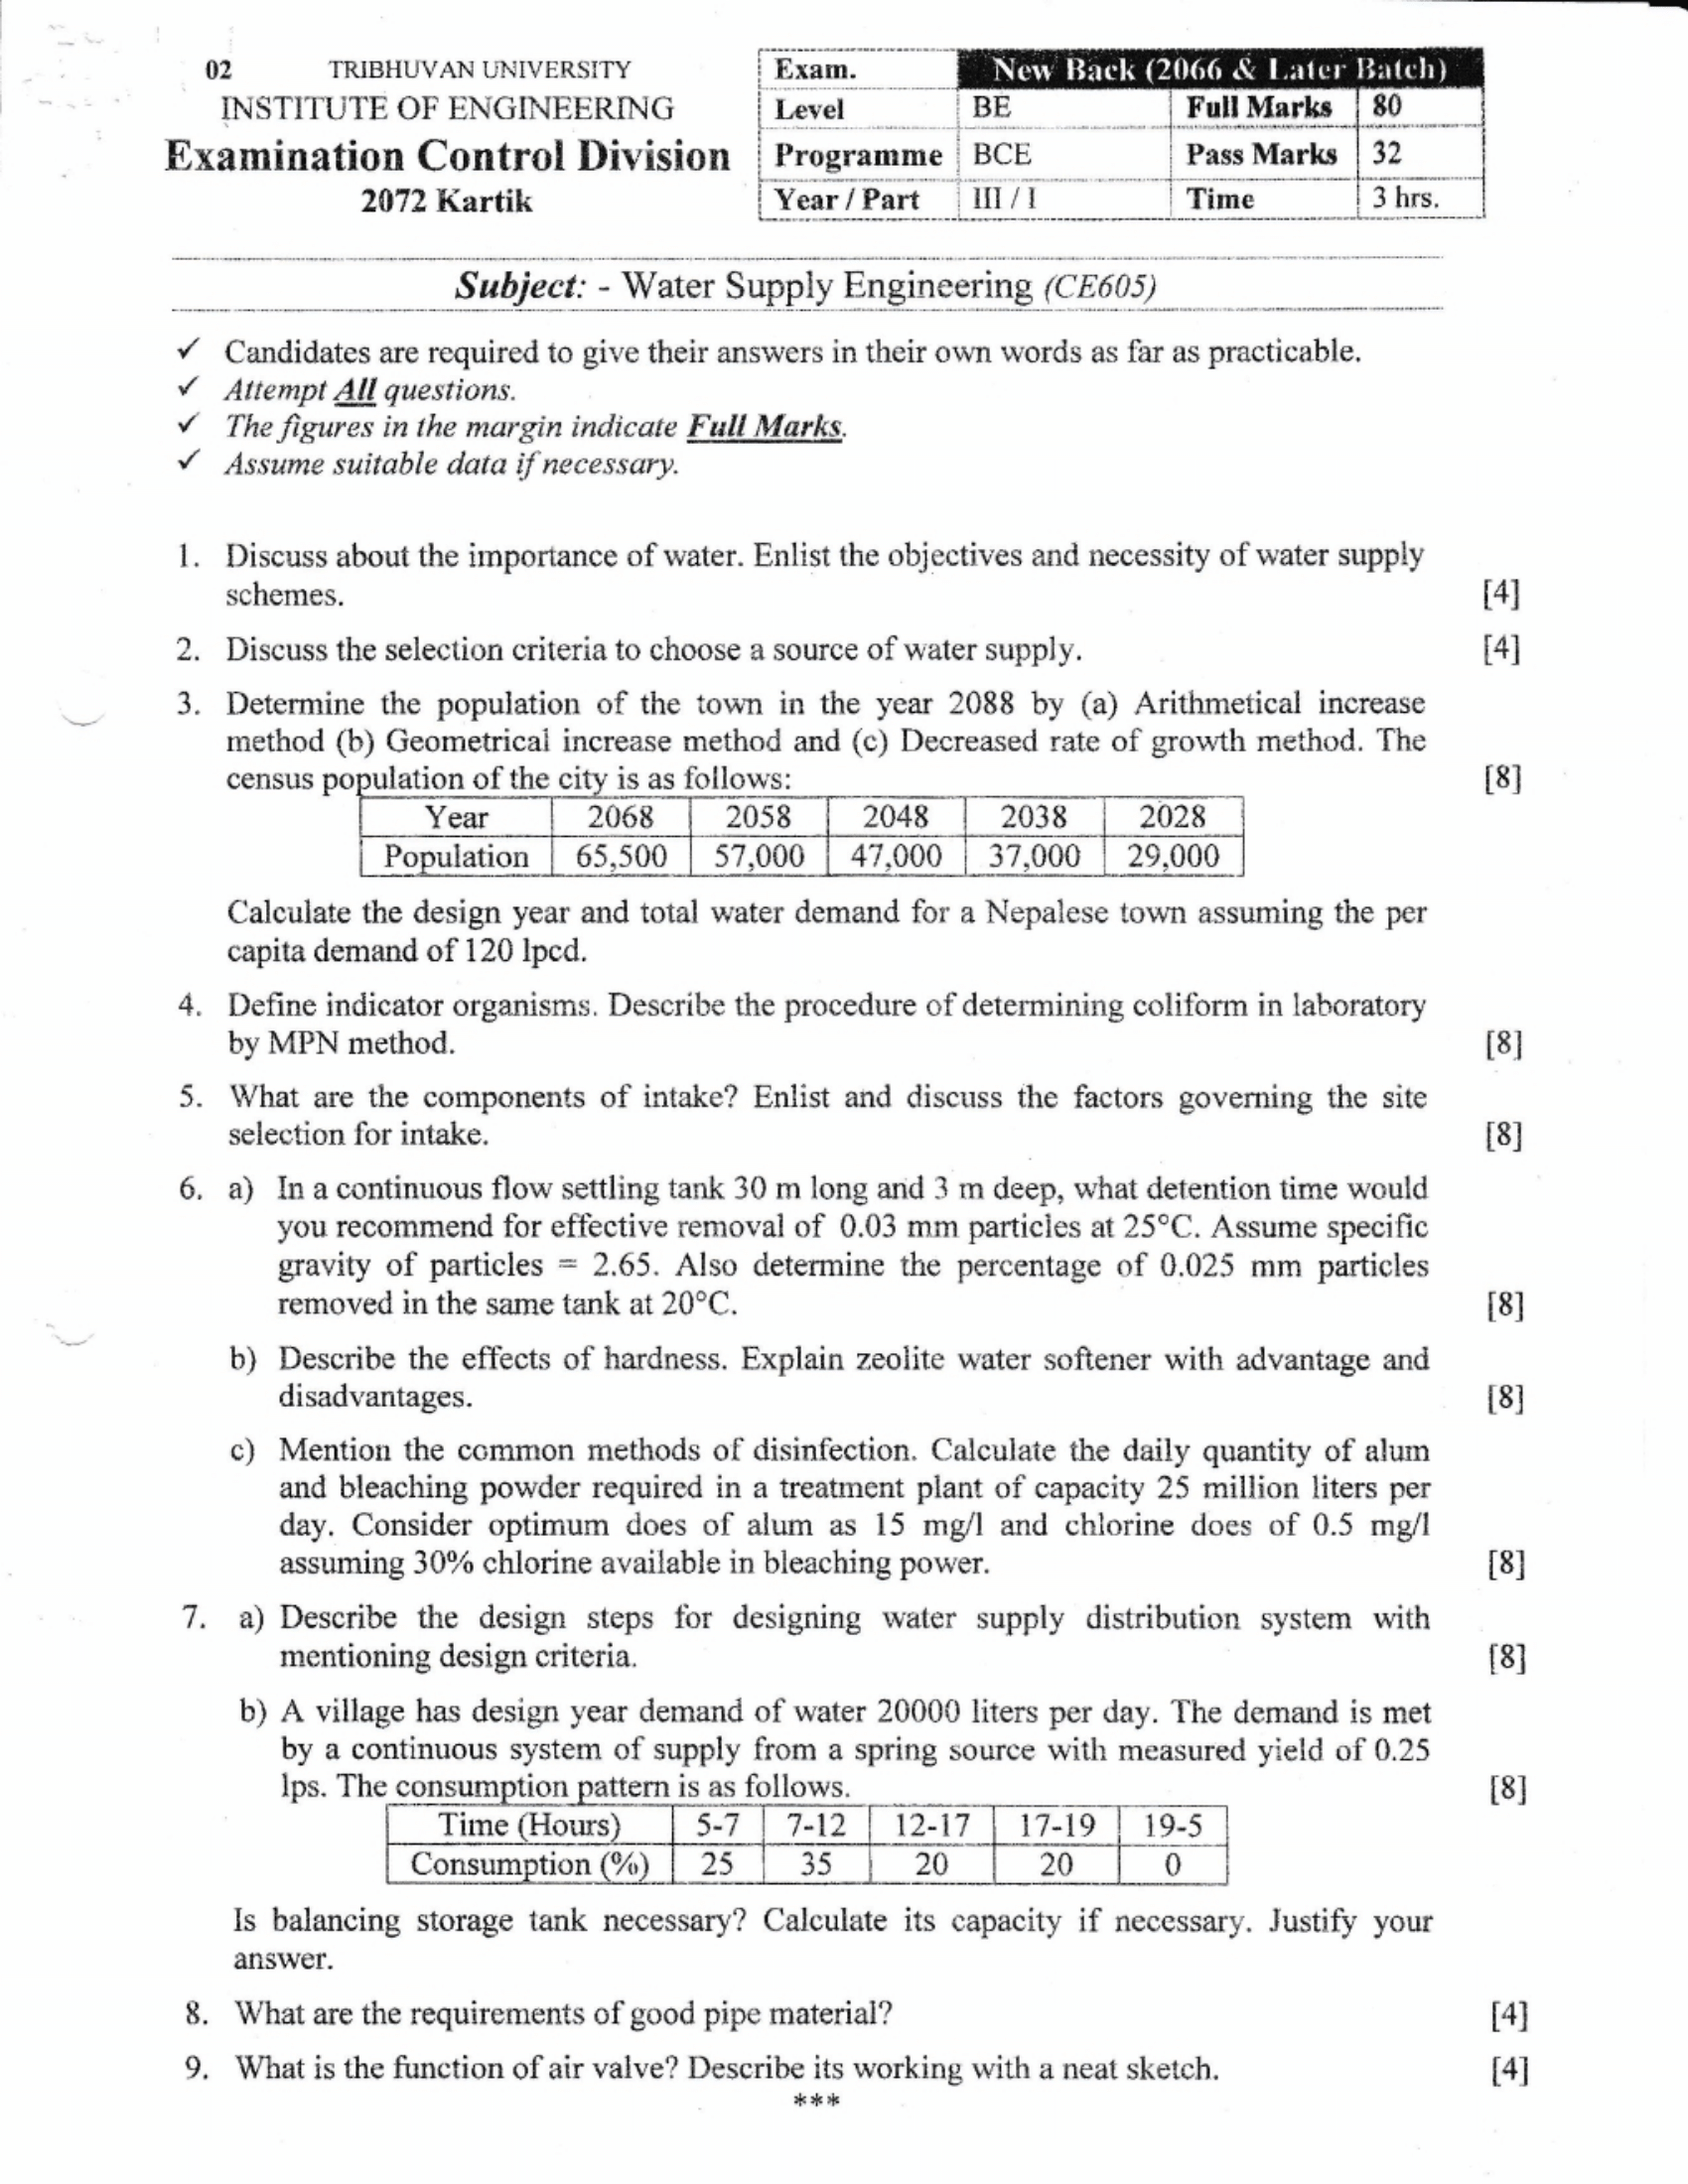 02 TRIBHUVAN UNIVERSITY
INSTITUTE OF ENGINEERING
Examination Control Division
2072 Kartik
Exam. New Back (2066 & Later Batch)
Level BE Full Marks 80
Programme BCE Pass Marks 32
Year / Part III / I Time 3 hrs.
Subject: - Water Supply Engineering (CE605)
✓ Candidates are required to give their answers in their own words as far as practicable.
✓ Attempt All questions.
✓ The figures in the margin indicate Full Marks.
✓ Assume suitable data if necessary.
1. Discuss about the importance of water. Enlist the objectives and necessity of water supply
schemes. [4]
2. Discuss the selection criteria to choose a source of water supply. [4]
3. Determine the population of the town in the year 2088 by (a) Arithmetical increase
method (b) Geometrical increase method and (c) Decreased rate of growth method. The
census population of the city is as follows: [8]
Year 2068 2058 2048 2038 2028
Population 65,500 57,000 47,000 37,000 29,000
Calculate the design year and total water demand for a Nepalese town assuming the per
capita demand of 120 lpcd.
4. Define indicator organisms. Describe the procedure of determining coliform in laboratory
by MPN method. [8]
5. What are the components of intake? Enlist and discuss the factors governing the site
selection for intake. [8]
6. a) In a continuous flow settling tank 30 m long and 3 m deep, what detention time would
you recommend for effective removal of 0.03 mm particles at 25°C. Assume specific
gravity of particles = 2.65. Also determine the percentage of 0.025 mm particles
removed in the same tank at 20°C. [8]
b) Describe the effects of hardness. Explain zeolite water softener with advantage and
disadvantages. [8]
c) Mention the common methods of disinfection. Calculate the daily quantity of alum
and bleaching powder required in a treatment plant of capacity 25 million liters per
day. Consider optimum does of alum as 15 mg/l and chlorine does of 0.5 mg/l
assuming 30% chlorine available in bleaching power. [8]
7. a) Describe the design steps for designing water supply distribution system with
mentioning design criteria. [8]
b) A village has design year demand of water 20000 liters per day. The demand is met
by a continuous system of supply from a spring source with measured yield of 0.25
lps. The consumption pattern is as follows. [8]
Time (Hours) 5-7 7-12 12-17 17-19 19-5
Consumption (%) 25 35 20 20 0
Is balancing storage tank necessary? Calculate its capacity if necessary. Justify your
answer.
8. What are the requirements of good pipe material? [4]
9. What is the function of air valve? Describe its working with a neat sketch. [4]
***